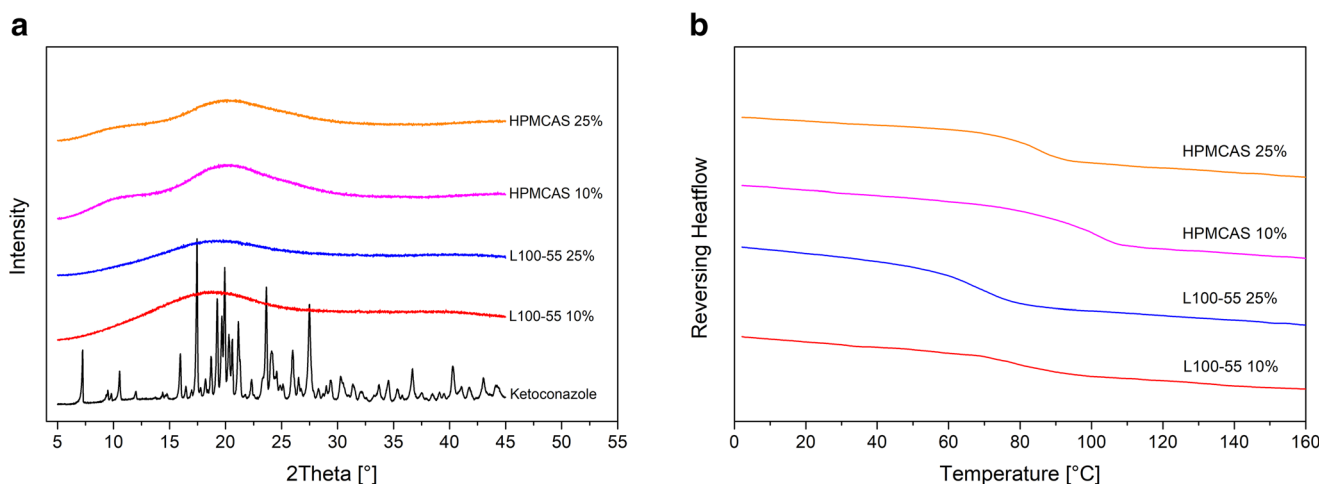 a
Intensity
HPMCAS 25%
HPMCAS 10%
L100-55 25%
L100-55 10%
Ketoconazole
5 10 15 20 25 30 35 40 45 50 55
2Theta [°]
b
Reversing Heatflow
HPMCAS 25%
HPMCAS 10%
L100-55 25%
L100-55 10%
0 20 40 60 80 100 120 140 160
Temperature [°C]